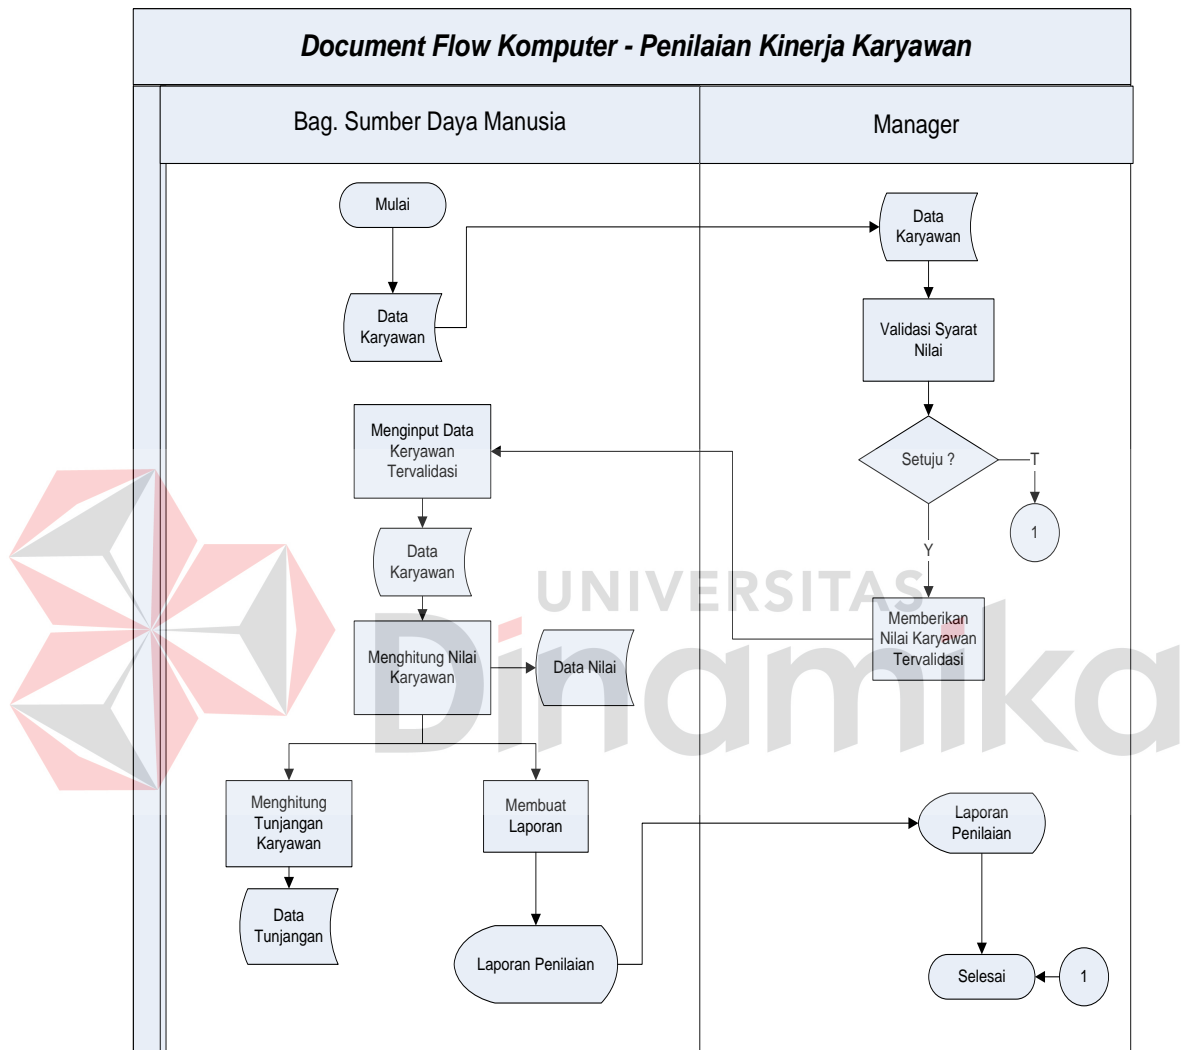 Document Flow Komputer - Penilaian Kinerja Karyawan
Bag. Sumber Daya Manusia
Manager
Mulai
Data
Karyawan
Data
Karyawan
Validasi Syarat
Nilai
Setuju ?
T
1
Y
Memberikan
Nilai Karyawan
Tervalidasi
Menginput Data
Keryawan
Tervalidasi
Data
Karyawan
Menghitung Nilai
Karyawan
Data Nilai
Menghitung
Tunjangan
Karyawan
Data
Tunjangan
Membuat
Laporan
Laporan Penilaian
Laporan
Penilaian
Selesai
1
UNIVERSITAS
Dinamika